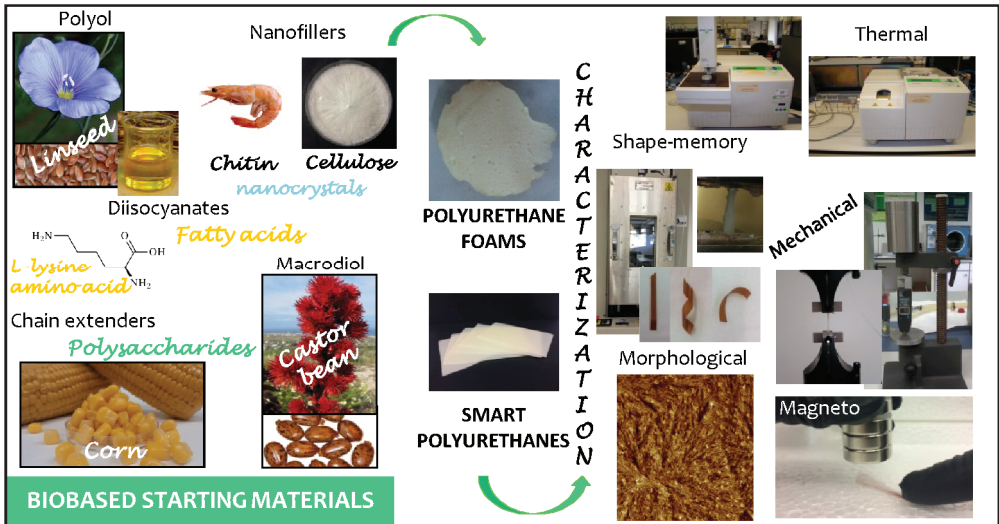 Polyol
Nanofillers
Linseed
Chitin
Cellulose
nanocrystals
Diisocyanates
Fatty acids
H₂N
O
OH
NH₂
L lysine
amino acid
Macrodiol
Castor
bean
Chain extenders
Polysaccharides
Corn
BIOBASED STARTING MATERIALS
POLYURETHANE
FOAMS
SMART
POLYURETHANES
CHARACTERIZATION
Thermal
Shape-memory
Mechanical
Morphological
Magneto